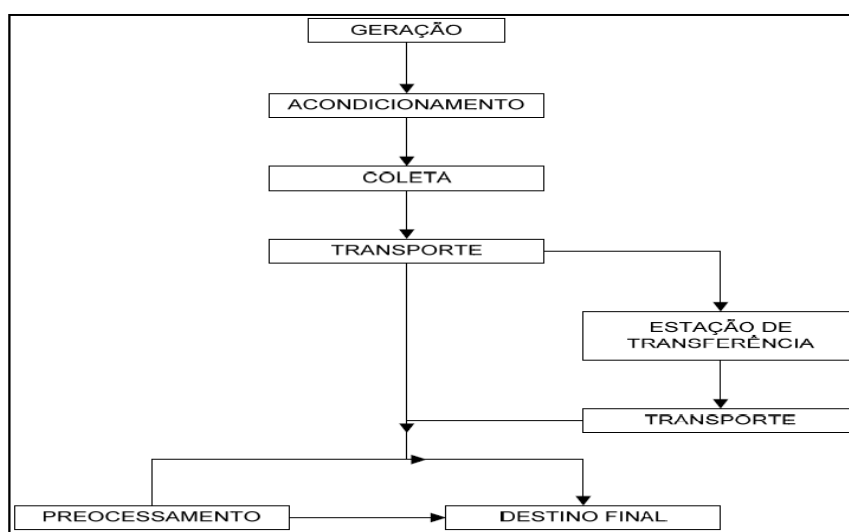 GERAÇÃO
ACONDICIONAMENTO
COLETA
TRANSPORTE
ESTAÇÃO DE
TRANSFERÊNCIA
TRANSPORTE
PREOCESSAMENTO
DESTINO FINAL